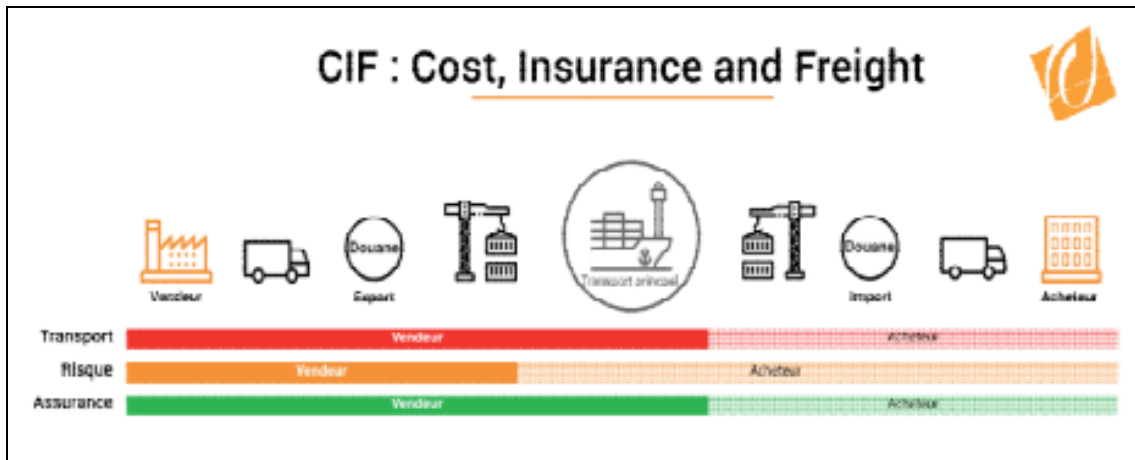 CIF : Cost, Insurance and Freight
Douane
Transport principal
Douane
Vendeur
Export
Import
Acheteur
Transport Vendeur Acheteur
Risque Vendeur Acheteur
Assurance Vendeur Acheteur